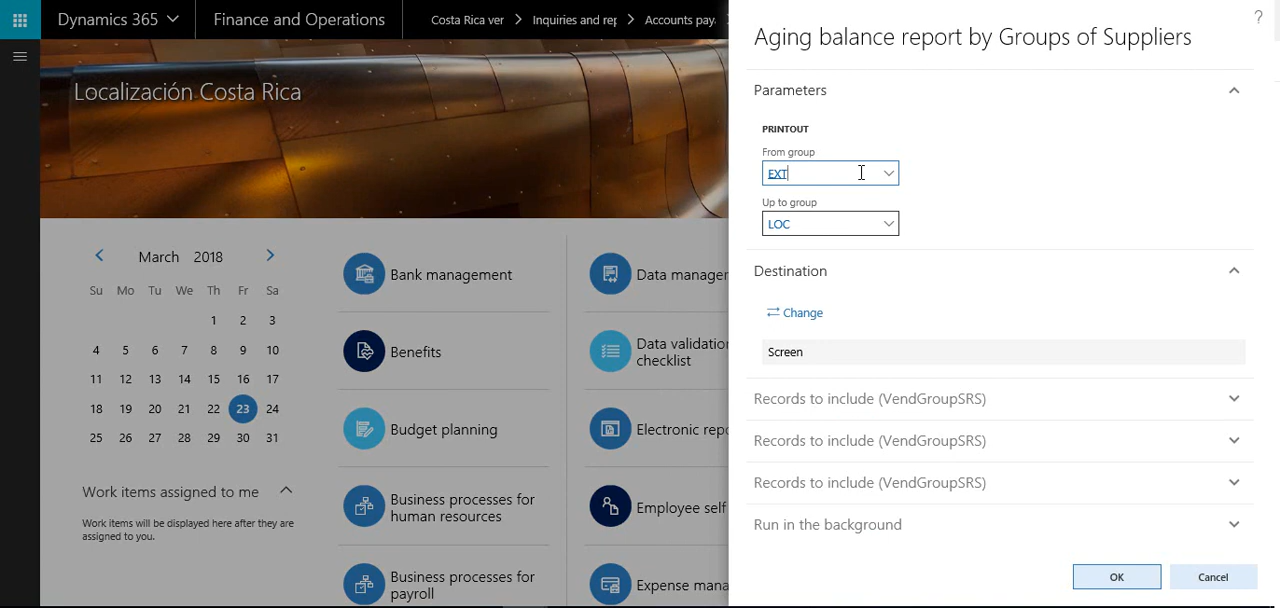 Dynamics 365
Finance and Operations
Costa Rica ver
Inquiries and rep
Accounts pay.
?
Localización Costa Rica
March 2018
Su Mo Tu We Th Fr Sa
1 2 3
4 5 6 7 8 9 10
11 12 13 14 15 16 17
18 19 20 21 22 23 24
25 26 27 28 29 30 31
Work items assigned to me
Work items will be displayed here after they are
assigned to you.
Bank management
Benefits
Budget planning
Business processes for
human resources
Business processes for
payroll
Data manager
Data validation
checklist
Electronic repo
Employee self
Expense mana
Aging balance report by Groups of Suppliers
Parameters
PRINTOUT
From group
EXT
Up to group
LOC
Destination
Change
Screen
Records to include (VendGroupSRS)
Records to include (VendGroupSRS)
Records to include (VendGroupSRS)
Run in the background
OK
Cancel